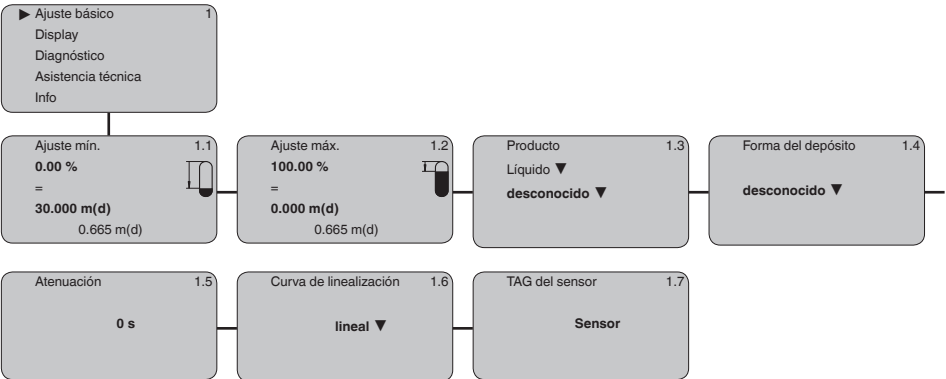 ▶ Ajuste básico 1
Display
Diagnóstico
Asistencia técnica
Info
Ajuste mín. 1.1
0.00 %
=
30.000 m(d)
0.665 m(d)
Ajuste máx. 1.2
100.00 %
=
0.000 m(d)
0.665 m(d)
Producto 1.3
Líquido ▼
desconocido ▼
Forma del depósito 1.4
desconocido ▼
Atenuación 1.5
0 s
Curva de linealización 1.6
lineal ▼
TAG del sensor 1.7
Sensor